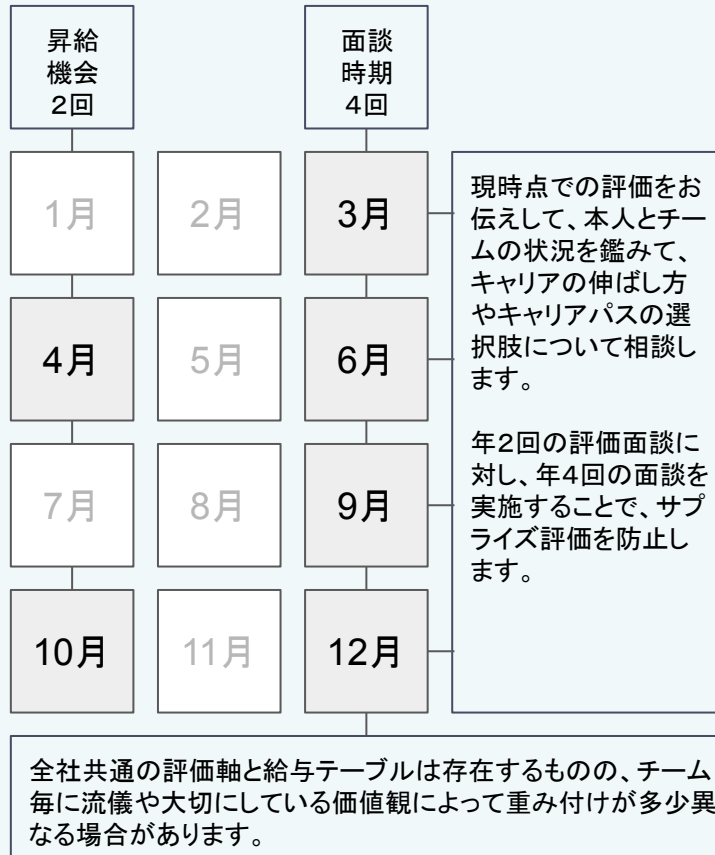 昇給
機会
2回
面談
時期
4回
1月
2月
3月
4月
5月
6月
7月
8月
9月
10月
11月
12月
現時点での評価をお
伝えして、本人とチー
ムの状況を鑑みて、
キャリアの伸ばし方
やキャリアパスの選
択肢について相談し
ます。
年2回の評価面談に
対し、年4回の面談を
実施することで、サプ
ライズ評価を防止し
ます。
全社共通の評価軸と給与テーブルは存在するものの、チーム
毎に流儀や大切にしている価値観によって重み付けが多少異
なる場合があります。